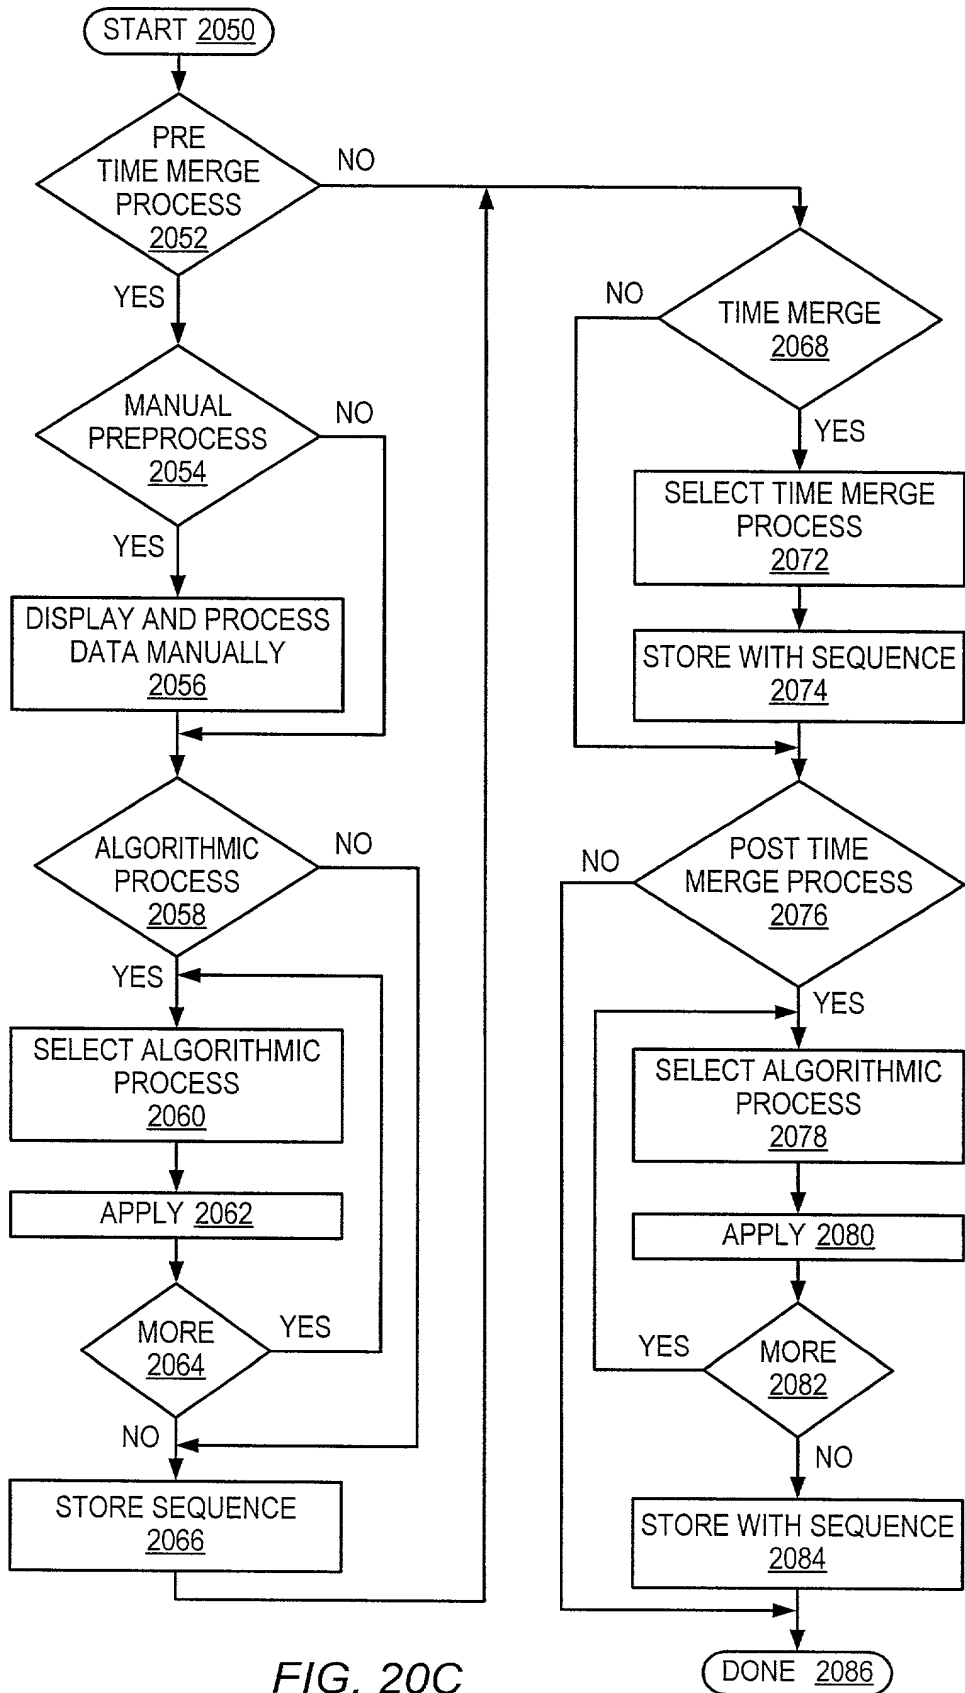 START 2050
PRE
TIME MERGE
PROCESS
2052
NO
YES
MANUAL
PREPROCESS
2054
NO
YES
DISPLAY AND PROCESS
DATA MANUALLY
2056
ALGORITHMIC
PROCESS
2058
NO
YES
SELECT ALGORITHMIC
PROCESS
2060
APPLY 2062
MORE
2064
YES
NO
STORE SEQUENCE
2066
TIME MERGE
2068
NO
YES
SELECT TIME MERGE
PROCESS
2072
STORE WITH SEQUENCE
2074
POST TIME
MERGE PROCESS
2076
NO
YES
SELECT ALGORITHMIC
PROCESS
2078
APPLY 2080
MORE
2082
YES
NO
STORE WITH SEQUENCE
2084
DONE 2086
FIG. 20C